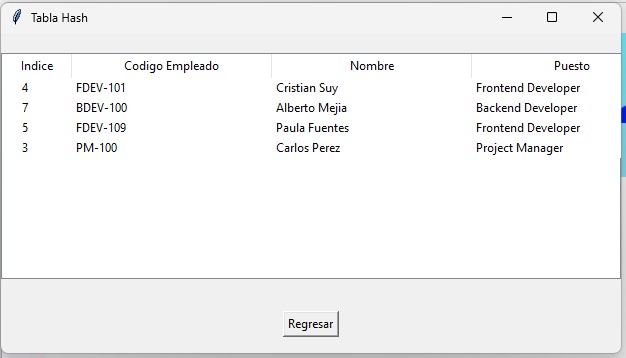 Tabla Hash
Indice Codigo Empleado Nombre Puesto
4 FDEV-101 Cristian Suy Frontend Developer
7 BDEV-100 Alberto Mejia Backend Developer
5 FDEV-109 Paula Fuentes Frontend Developer
3 PM-100 Carlos Perez Project Manager
Regresar